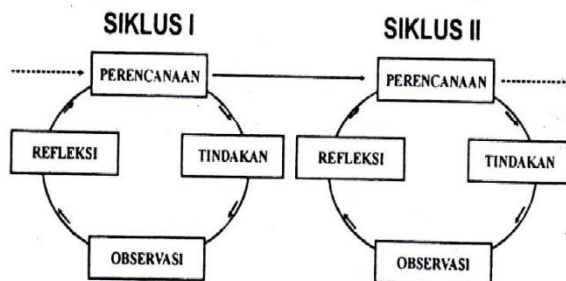 SIKLUS I
PERENCANAAN
REFLEKSI
TINDAKAN
OBSERVASI
SIKLUS II
PERENCANAAN
REFLEKSI
TINDAKAN
OBSERVASI